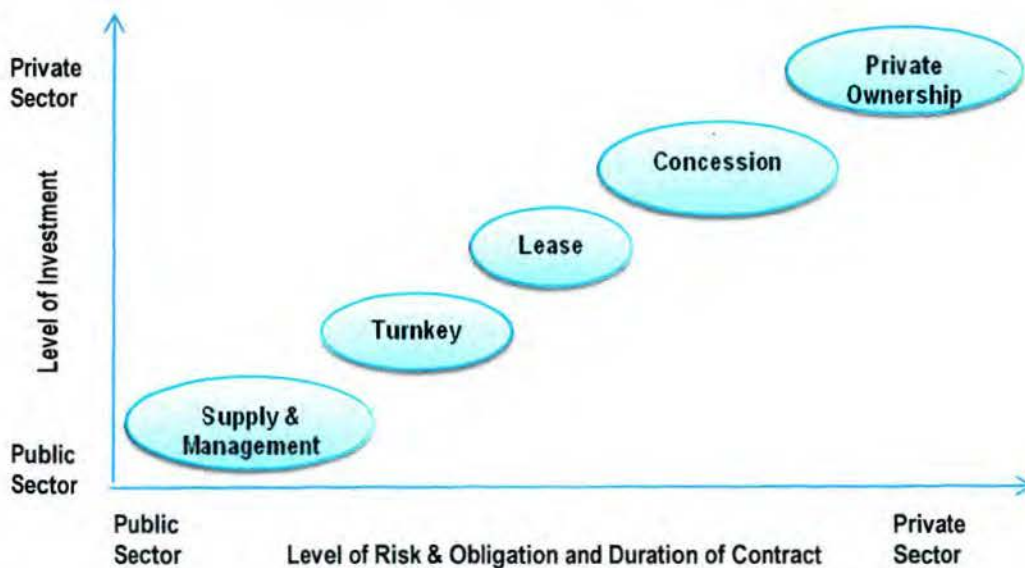 Private
Sector
Private
Ownership
Concession
Lease
Level of Investment
Turnkey
Supply &
Management
Public
Sector
Public
Sector
Level of Risk & Obligation and Duration of Contract
Private
Sector